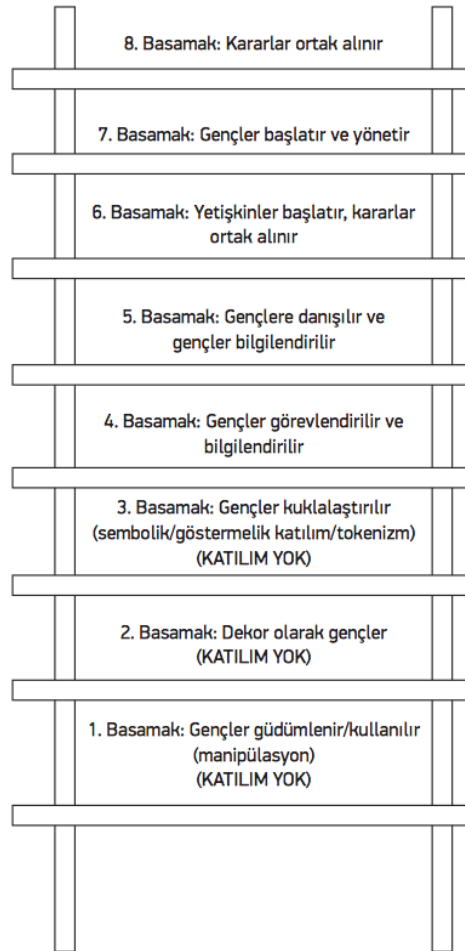 8. Basamak: Kararlar ortak alınır
7. Basamak: Gençler başlatır ve yönetir
6. Basamak: Yetişkinler başlatır, kararlar
ortak alınır
5. Basamak: Gençlere danışılır ve
gençler bilgilendirilir
4. Basamak: Gençler görevlendirilir ve
bilgilendirilir
3. Basamak: Gençler kuklalaştırılır
(sembolik/göstermelik katılım/tokenizm)
(KATILIM YOK)
2. Basamak: Dekor olarak gençler
(KATILIM YOK)
1. Basamak: Gençler güdümlenir/kullanılır
(manipülasyon)
(KATILIM YOK)